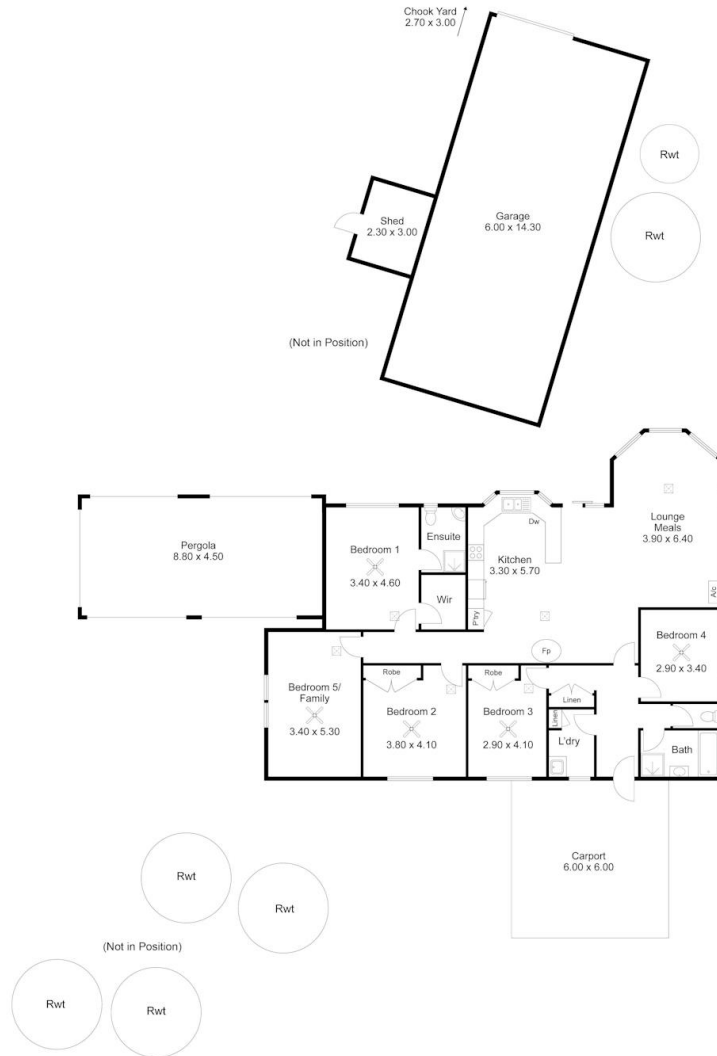 Chook Yard
2.70 x 3.00
Rwt
Rwt
Garage
6.00 x 14.30
Shed
2.30 x 3.00
(Not in Position)
Pergola
8.80 x 4.50
Bedroom 1
3.40 x 4.60
Ensuite
Wir
Dw
Kitchen
3.30 x 5.70
P'try
Fp
Lounge
Meals
3.90 x 6.40
A/c
Bedroom 4
2.90 x 3.40
Bedroom 5/
Family
3.40 x 5.30
Robe
Bedroom 2
3.80 x 4.10
Robe
Bedroom 3
2.90 x 4.10
Linen
Linen
L'dry
Bath
Carport
6.00 x 6.00
Rwt
Rwt
(Not in Position)
Rwt
Rwt